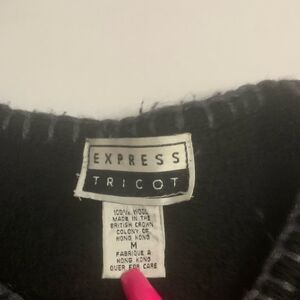 EXPRESS
TRICOT
100% WOOL
MADE IN THE
BRITISH CROWN
COLONY OF
HONG KONG
M
FABRIQUE A
HONG KONG
OVER FOR CARE